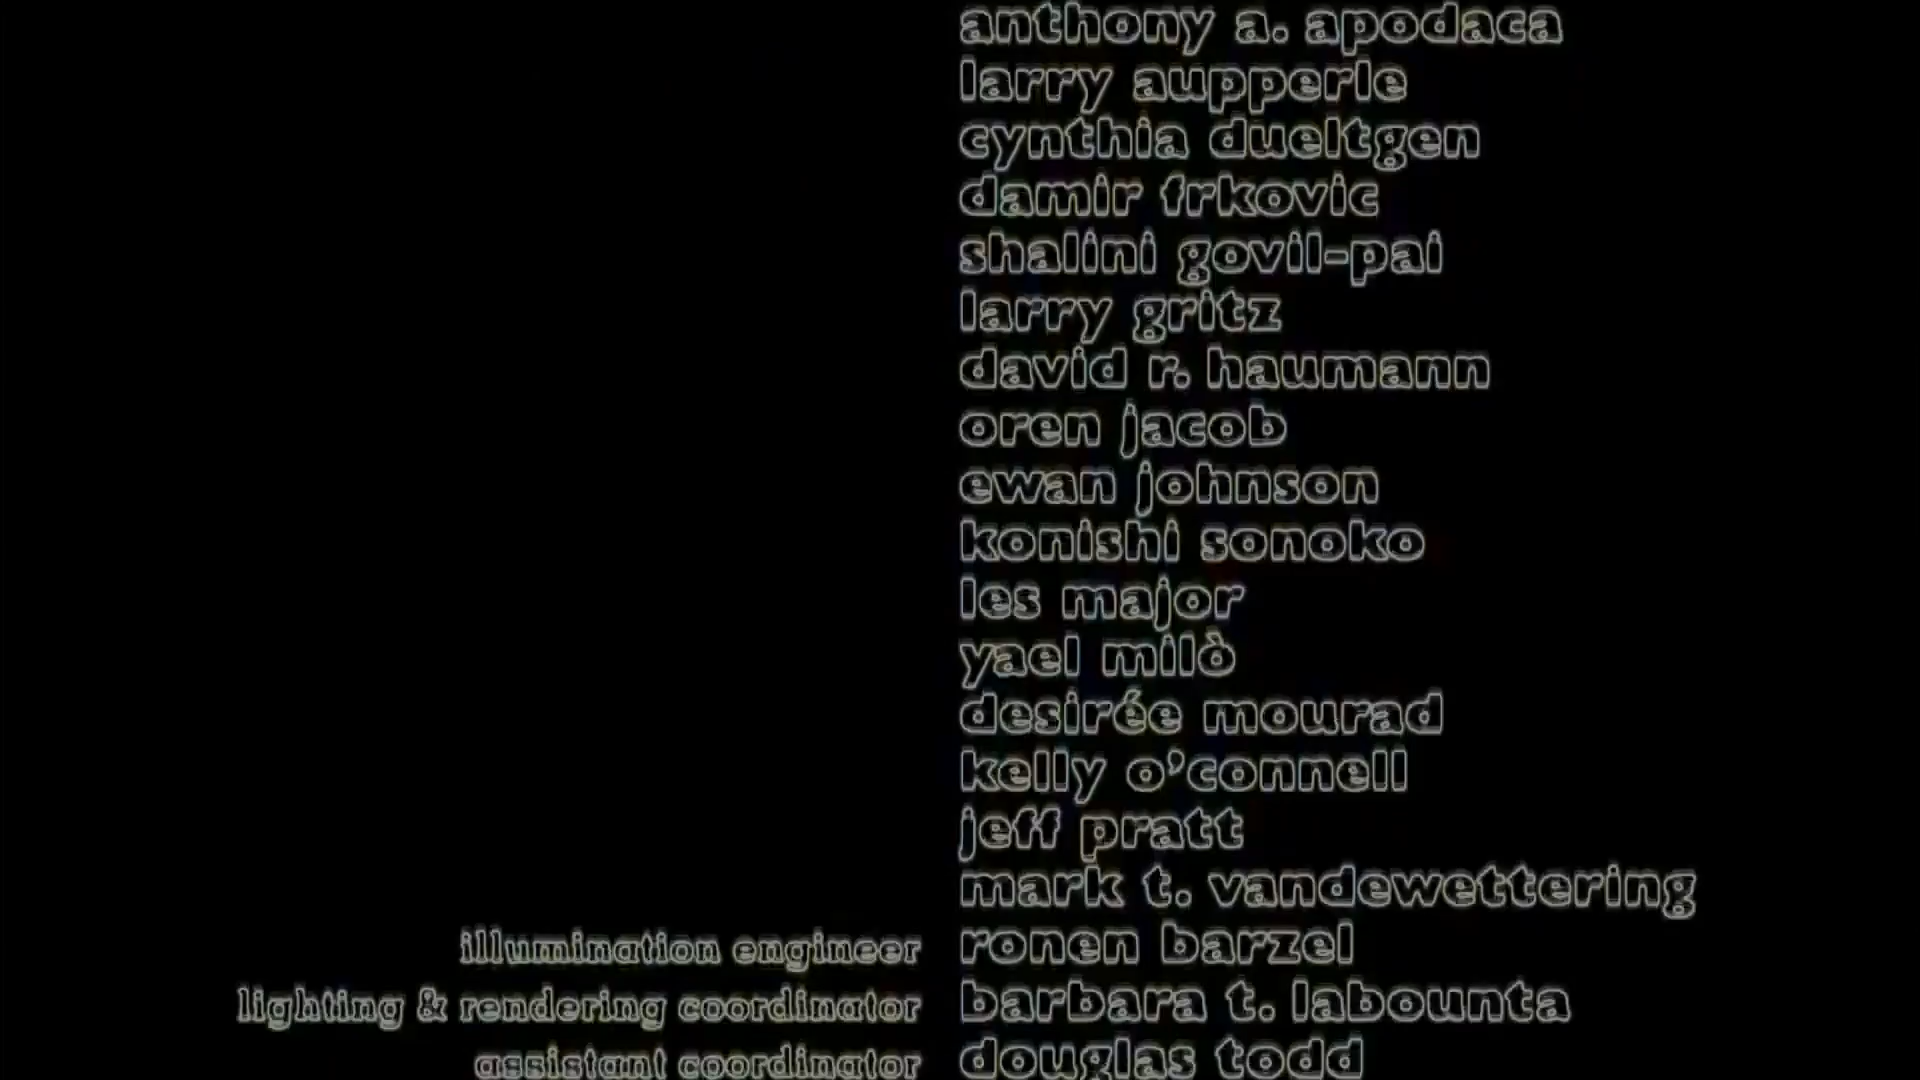 anthony a. apodaca
larry aupperle
cynthia dueltgen
damir frkovic
shalini govil-pai
larry gritz
david r. haumann
oren jacob
ewan johnson
konishi sonoko
les major
yael milò
desirée mourad
kelly o'connell
jeff pratt
mark t. vandewettering
illumination engineer ronen barzel
lighting & rendering coordinator barbara t. labounta
assistant coordinator douglas todd